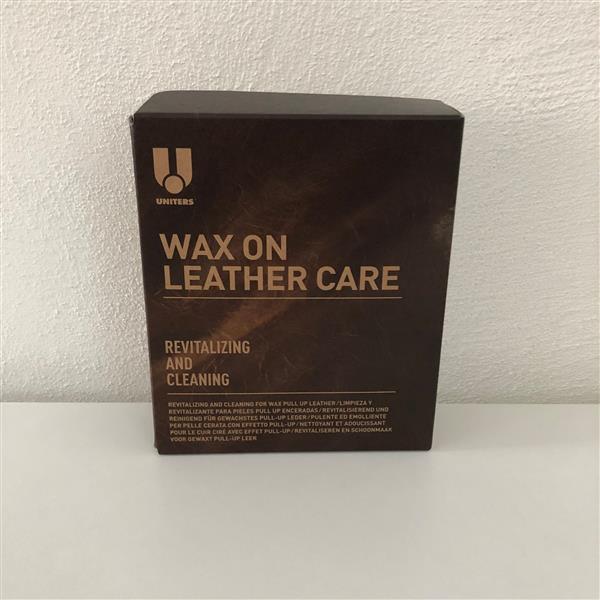 UNITERS
WAX ON
LEATHER CARE
REVITALIZING
AND
CLEANING
REVITALIZING AND CLEANING FOR WAX PULL UP LEATHER/LIMPIEZA Y
REVITALIZANTE PARA PIELES PULL UP ENCERADAS/REVITALISIEREND UND
REINIGEND FÜR GEWACHSTES PULL-UP LEDER/PULENTE ED EMOLLIENTE
PER PELLE CERATA CON EFFETTO PULL-UP/NETTOYANT ET ADOUCISSANT
POUR LE CUIR CIRÉ AVEC EFFET PULL-UP/REVITALISEREN EN SCHOONMAAK
VOOR GEWAXT PULL-UP LEER